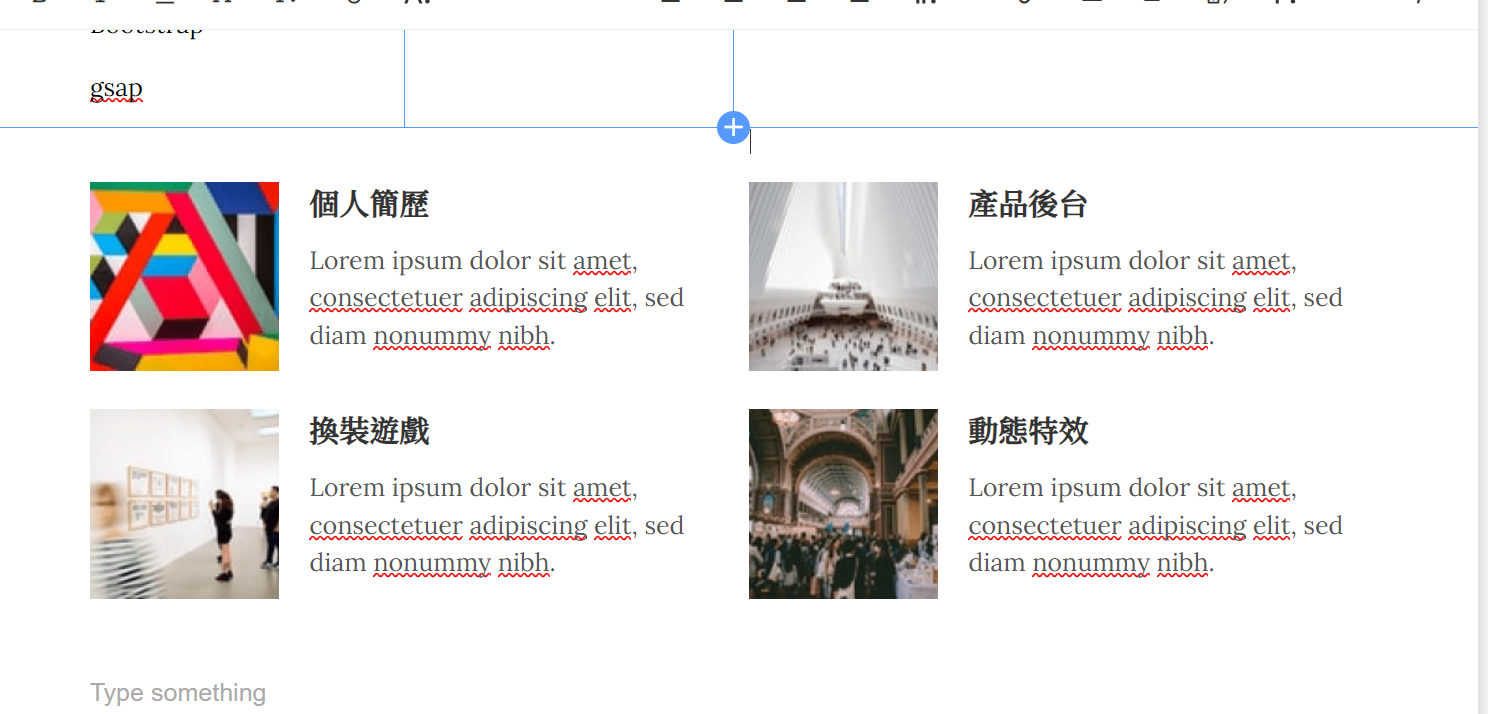 Bootstrap
gsap
個人簡歷
Lorem ipsum dolor sit amet,
consectetuer adipiscing elit, sed
diam nonummy nibh.
產品後台
Lorem ipsum dolor sit amet,
consectetuer adipiscing elit, sed
diam nonummy nibh.
換裝遊戲
Lorem ipsum dolor sit amet,
consectetuer adipiscing elit, sed
diam nonummy nibh.
動態特效
Lorem ipsum dolor sit amet,
consectetuer adipiscing elit, sed
diam nonummy nibh.
Type something